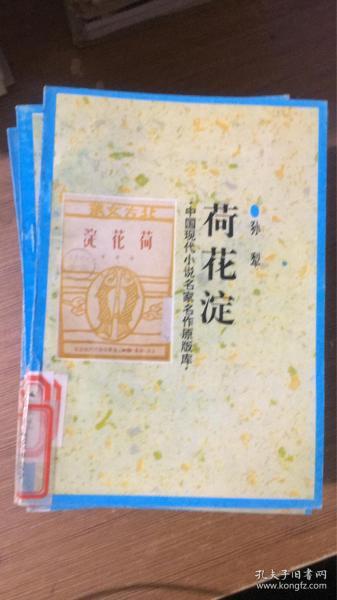 荷花淀
孙犁
·中国现代小说名家名作原版库·
北方文丛
荷花淀
孔夫子旧书网
www.kongfz.com